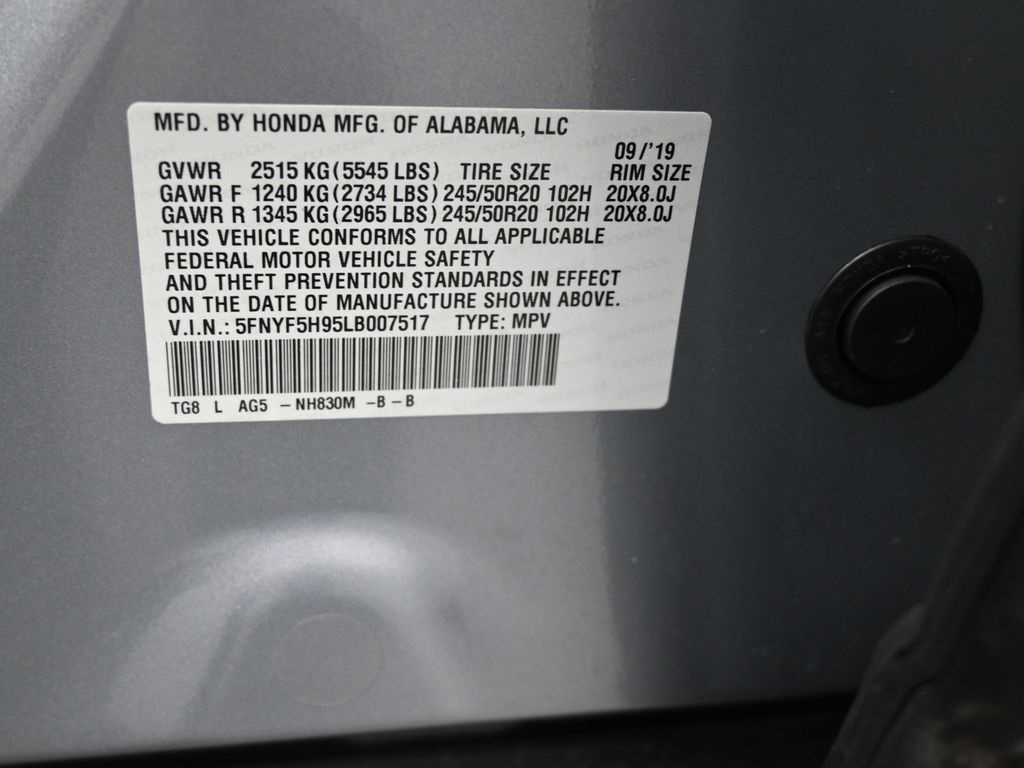 MFD. BY HONDA MFG. OF ALABAMA, LLC
09/'19
GVWR 2515 KG (5545 LBS) TIRE SIZE RIM SIZE
GAWR F 1240 KG (2734 LBS) 245/50R20 102H 20X8.0J
GAWR R 1345 KG (2965 LBS) 245/50R20 102H 20X8.0J
THIS VEHICLE CONFORMS TO ALL APPLICABLE
FEDERAL MOTOR VEHICLE SAFETY
AND THEFT PREVENTION STANDARDS IN EFFECT
ON THE DATE OF MANUFACTURE SHOWN ABOVE.
V.I.N.: 5FNYF5H95LB007517 TYPE: MPV
TG8 L AG5 -NH830M -B-B
HONDA